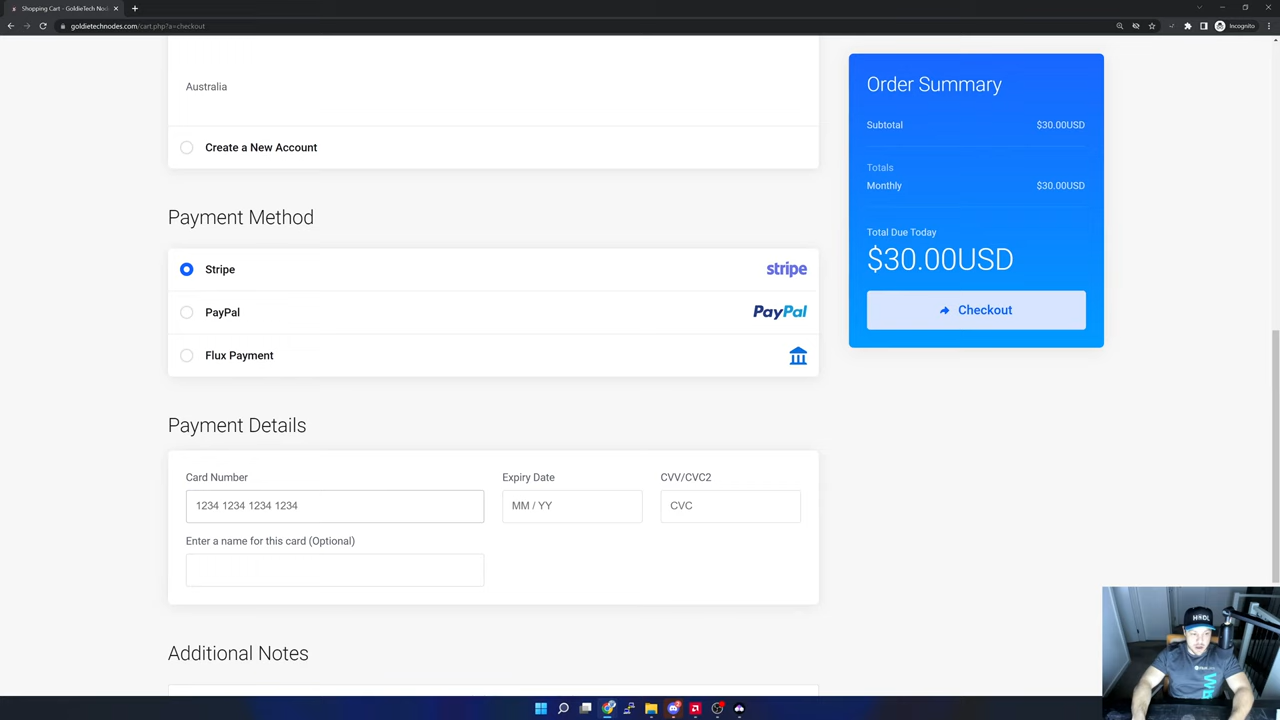 Shopping Cart - GoldieTech Nod
goldietechnodes.com/cart.php?a=checkout
Incognito
Australia
Create a New Account
Payment Method
Stripe
stripe
PayPal
PayPal
Flux Payment
Payment Details
Card Number
Expiry Date
CVV/CVC2
1234 1234 1234 1234
MM / YY
CVC
Enter a name for this card (Optional)
Additional Notes
Order Summary
Subtotal
$30.00USD
Totals
Monthly
$30.00USD
Total Due Today
$30.00USD
Checkout
HODL